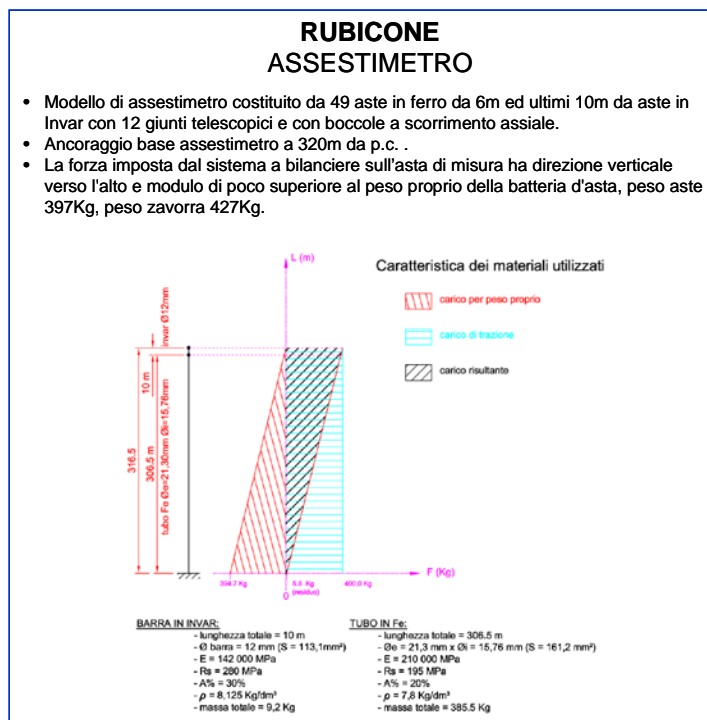 RUBICONE
ASSESTIMETRO
• Modello di assestimetro costituito da 49 aste in ferro da 6m ed ultimi 10m da aste in
Invar con 12 giunti telescopici e con boccole a scorrimento assiale.
• Ancoraggio base assestimetro a 320m da p.c. .
• La forza imposta dal sistema a bilanciere sull'asta di misura ha direzione verticale
verso l'alto e modulo di poco superiore al peso proprio della batteria d'asta, peso aste
397Kg, peso zavorra 427Kg.
L (m)
Caratteristica dei materiali utilizzati
carico per peso proprio
carico di trazione
carico risultante
invar Ø12mm
10 m
316.5
306.5 m
tubo Fe Øe=21,30mm Øi=15,76mm
F (Kg)
394.7 Kg
5.8 Kg
(residuo)
400.0 Kg
0
BARRA IN INVAR:
- lunghezza totale = 10 m
- Ø barra = 12 mm (S = 113,1mm²)
- E = 142 000 MPa
- Rs = 280 MPa
- A% = 30%
- ρ = 8,125 Kg/dm³
- massa totale = 9,2 Kg
TUBO IN Fe:
- lunghezza totale = 306.5 m
- Øe = 21,3 mm x Øi = 15,76 mm (S = 161,2 mm²)
- E = 210 000 MPa
- Rs = 195 MPa
- A% = 20%
- ρ = 7,8 Kg/dm³
- massa totale = 385.5 Kg